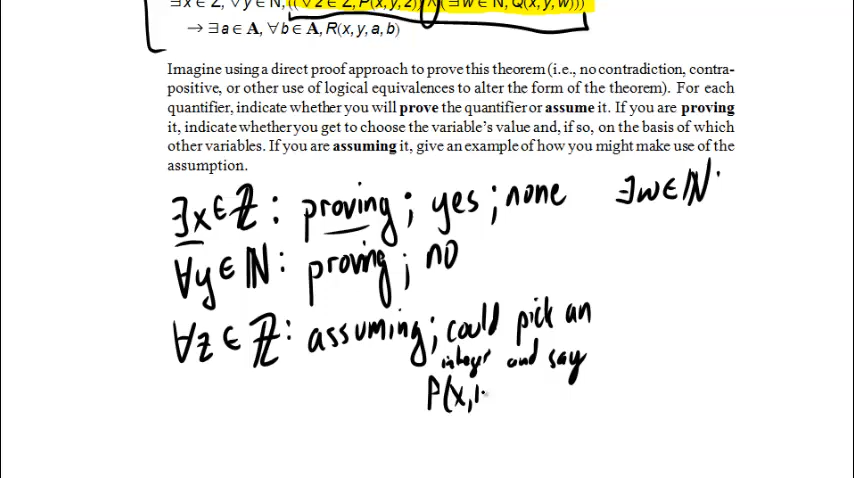 ∃x ∈ Z, ∀y ∈ N, ((∀z ∈ Z, P(x, y, z)) ∧ (∃w ∈ N, Q(x, y, w)))
→ ∃a ∈ A, ∀b ∈ A, R(x, y, a, b)
Imagine using a direct proof approach to prove this theorem (i.e., no contradiction, contra-
positive, or other use of logical equivalences to alter the form of the theorem). For each
quantifier, indicate whether you will prove the quantifier or assume it. If you are proving
it, indicate whether you get to choose the variable's value and, if so, on the basis of which
other variables. If you are assuming it, give an example of how you might make use of the
assumption.
∃x ∈ ℤ : proving ; yes ; none ∃w ∈ ℕ :
∀y ∈ ℕ : proving ; no
∀z ∈ ℤ : assuming ; could pick an
integer and say
P(x,